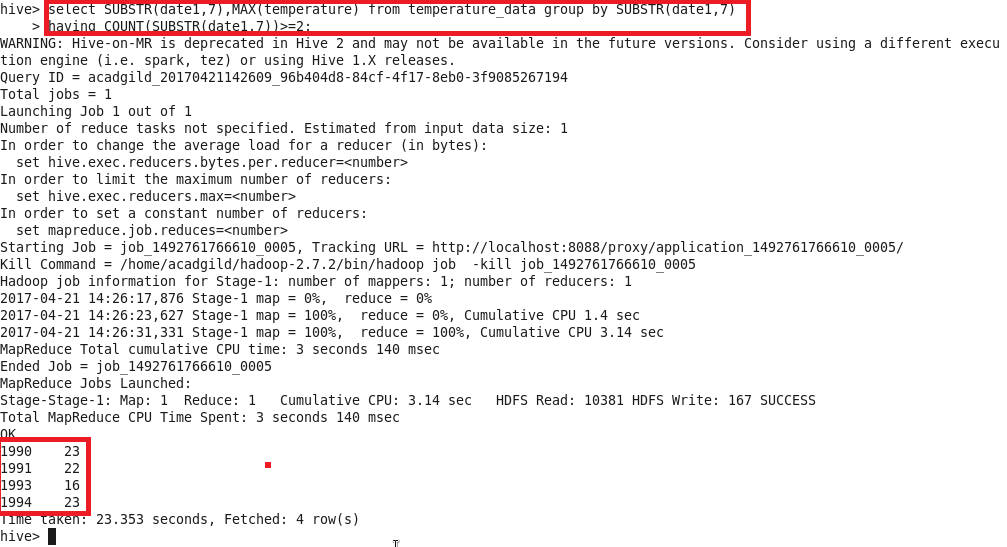 hive> select SUBSTR(date1,7),MAX(temperature) from temperature_data group by SUBSTR(date1,7)
    > having COUNT(SUBSTR(date1,7))>=2;
WARNING: Hive-on-MR is deprecated in Hive 2 and may not be available in the future versions. Consider using a different execu
tion engine (i.e. spark, tez) or using Hive 1.X releases.
Query ID = acadgild_20170421142609_96b404d8-84cf-4f17-8eb0-3f9085267194
Total jobs = 1
Launching Job 1 out of 1
Number of reduce tasks not specified. Estimated from input data size: 1
In order to change the average load for a reducer (in bytes):
  set hive.exec.reducers.bytes.per.reducer=<number>
In order to limit the maximum number of reducers:
  set hive.exec.reducers.max=<number>
In order to set a constant number of reducers:
  set mapreduce.job.reduces=<number>
Starting Job = job_1492761766610_0005, Tracking URL = http://localhost:8088/proxy/application_1492761766610_0005/
Kill Command = /home/acadgild/hadoop-2.7.2/bin/hadoop job  -kill job_1492761766610_0005
Hadoop job information for Stage-1: number of mappers: 1; number of reducers: 1
2017-04-21 14:26:17,876 Stage-1 map = 0%,  reduce = 0%
2017-04-21 14:26:23,627 Stage-1 map = 100%,  reduce = 0%, Cumulative CPU 1.4 sec
2017-04-21 14:26:31,331 Stage-1 map = 100%,  reduce = 100%, Cumulative CPU 3.14 sec
MapReduce Total cumulative CPU time: 3 seconds 140 msec
Ended Job = job_1492761766610_0005
MapReduce Jobs Launched:
Stage-Stage-1: Map: 1  Reduce: 1   Cumulative CPU: 3.14 sec   HDFS Read: 10381 HDFS Write: 167 SUCCESS
Total MapReduce CPU Time Spent: 3 seconds 140 msec
OK
1990    23
1991    22
1993    16
1994    23
Time taken: 23.353 seconds, Fetched: 4 row(s)
hive>